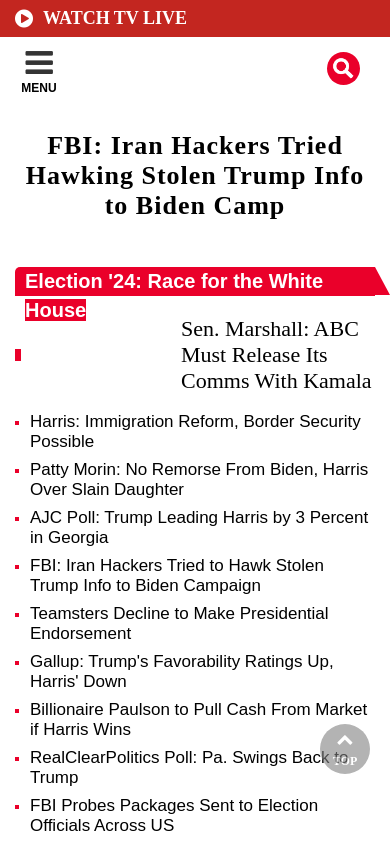 WATCH TV LIVE
MENU
FBI: Iran Hackers Tried
Hawking Stolen Trump Info
to Biden Camp
Election '24: Race for the White
House
Sen. Marshall: ABC
Must Release Its
Comms With Kamala
Harris: Immigration Reform, Border Security
Possible
Patty Morin: No Remorse From Biden, Harris
Over Slain Daughter
AJC Poll: Trump Leading Harris by 3 Percent
in Georgia
FBI: Iran Hackers Tried to Hawk Stolen
Trump Info to Biden Campaign
Teamsters Decline to Make Presidential
Endorsement
Gallup: Trump's Favorability Ratings Up,
Harris' Down
Billionaire Paulson to Pull Cash From Market
if Harris Wins
RealClearPolitics Poll: Pa. Swings Back to
Trump
TOP
FBI Probes Packages Sent to Election
Officials Across US